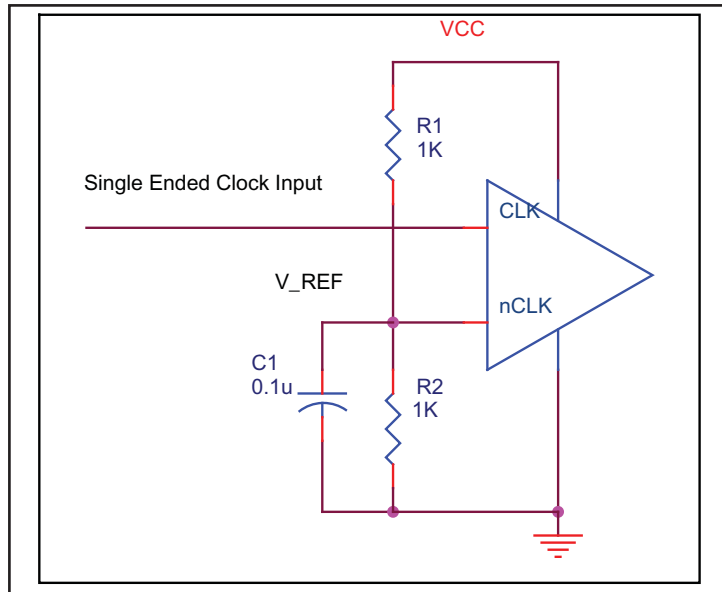 VCC
R1
1K
Single Ended Clock Input
CLK
V_REF
nCLK
C1
0.1u
R2
1K